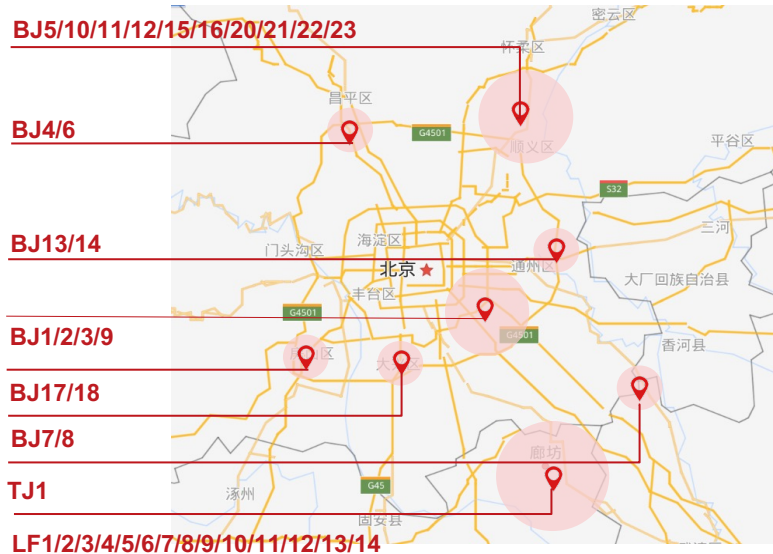 BJ5/10/11/12/15/16/20/21/22/23
密云区
怀柔区
昌平区
BJ4/6
G4501
顺义区
平谷区
S32
三河
BJ13/14
门头沟区
海淀区
北京
通州区
大厂回族自治县
丰台区
G4501
G4501
BJ1/2/3/9
香河县
BJ17/18
BJ7/8
廊坊
TJ1
涿州
G45
固安县
LF1/2/3/4/5/6/7/8/9/10/11/12/13/14